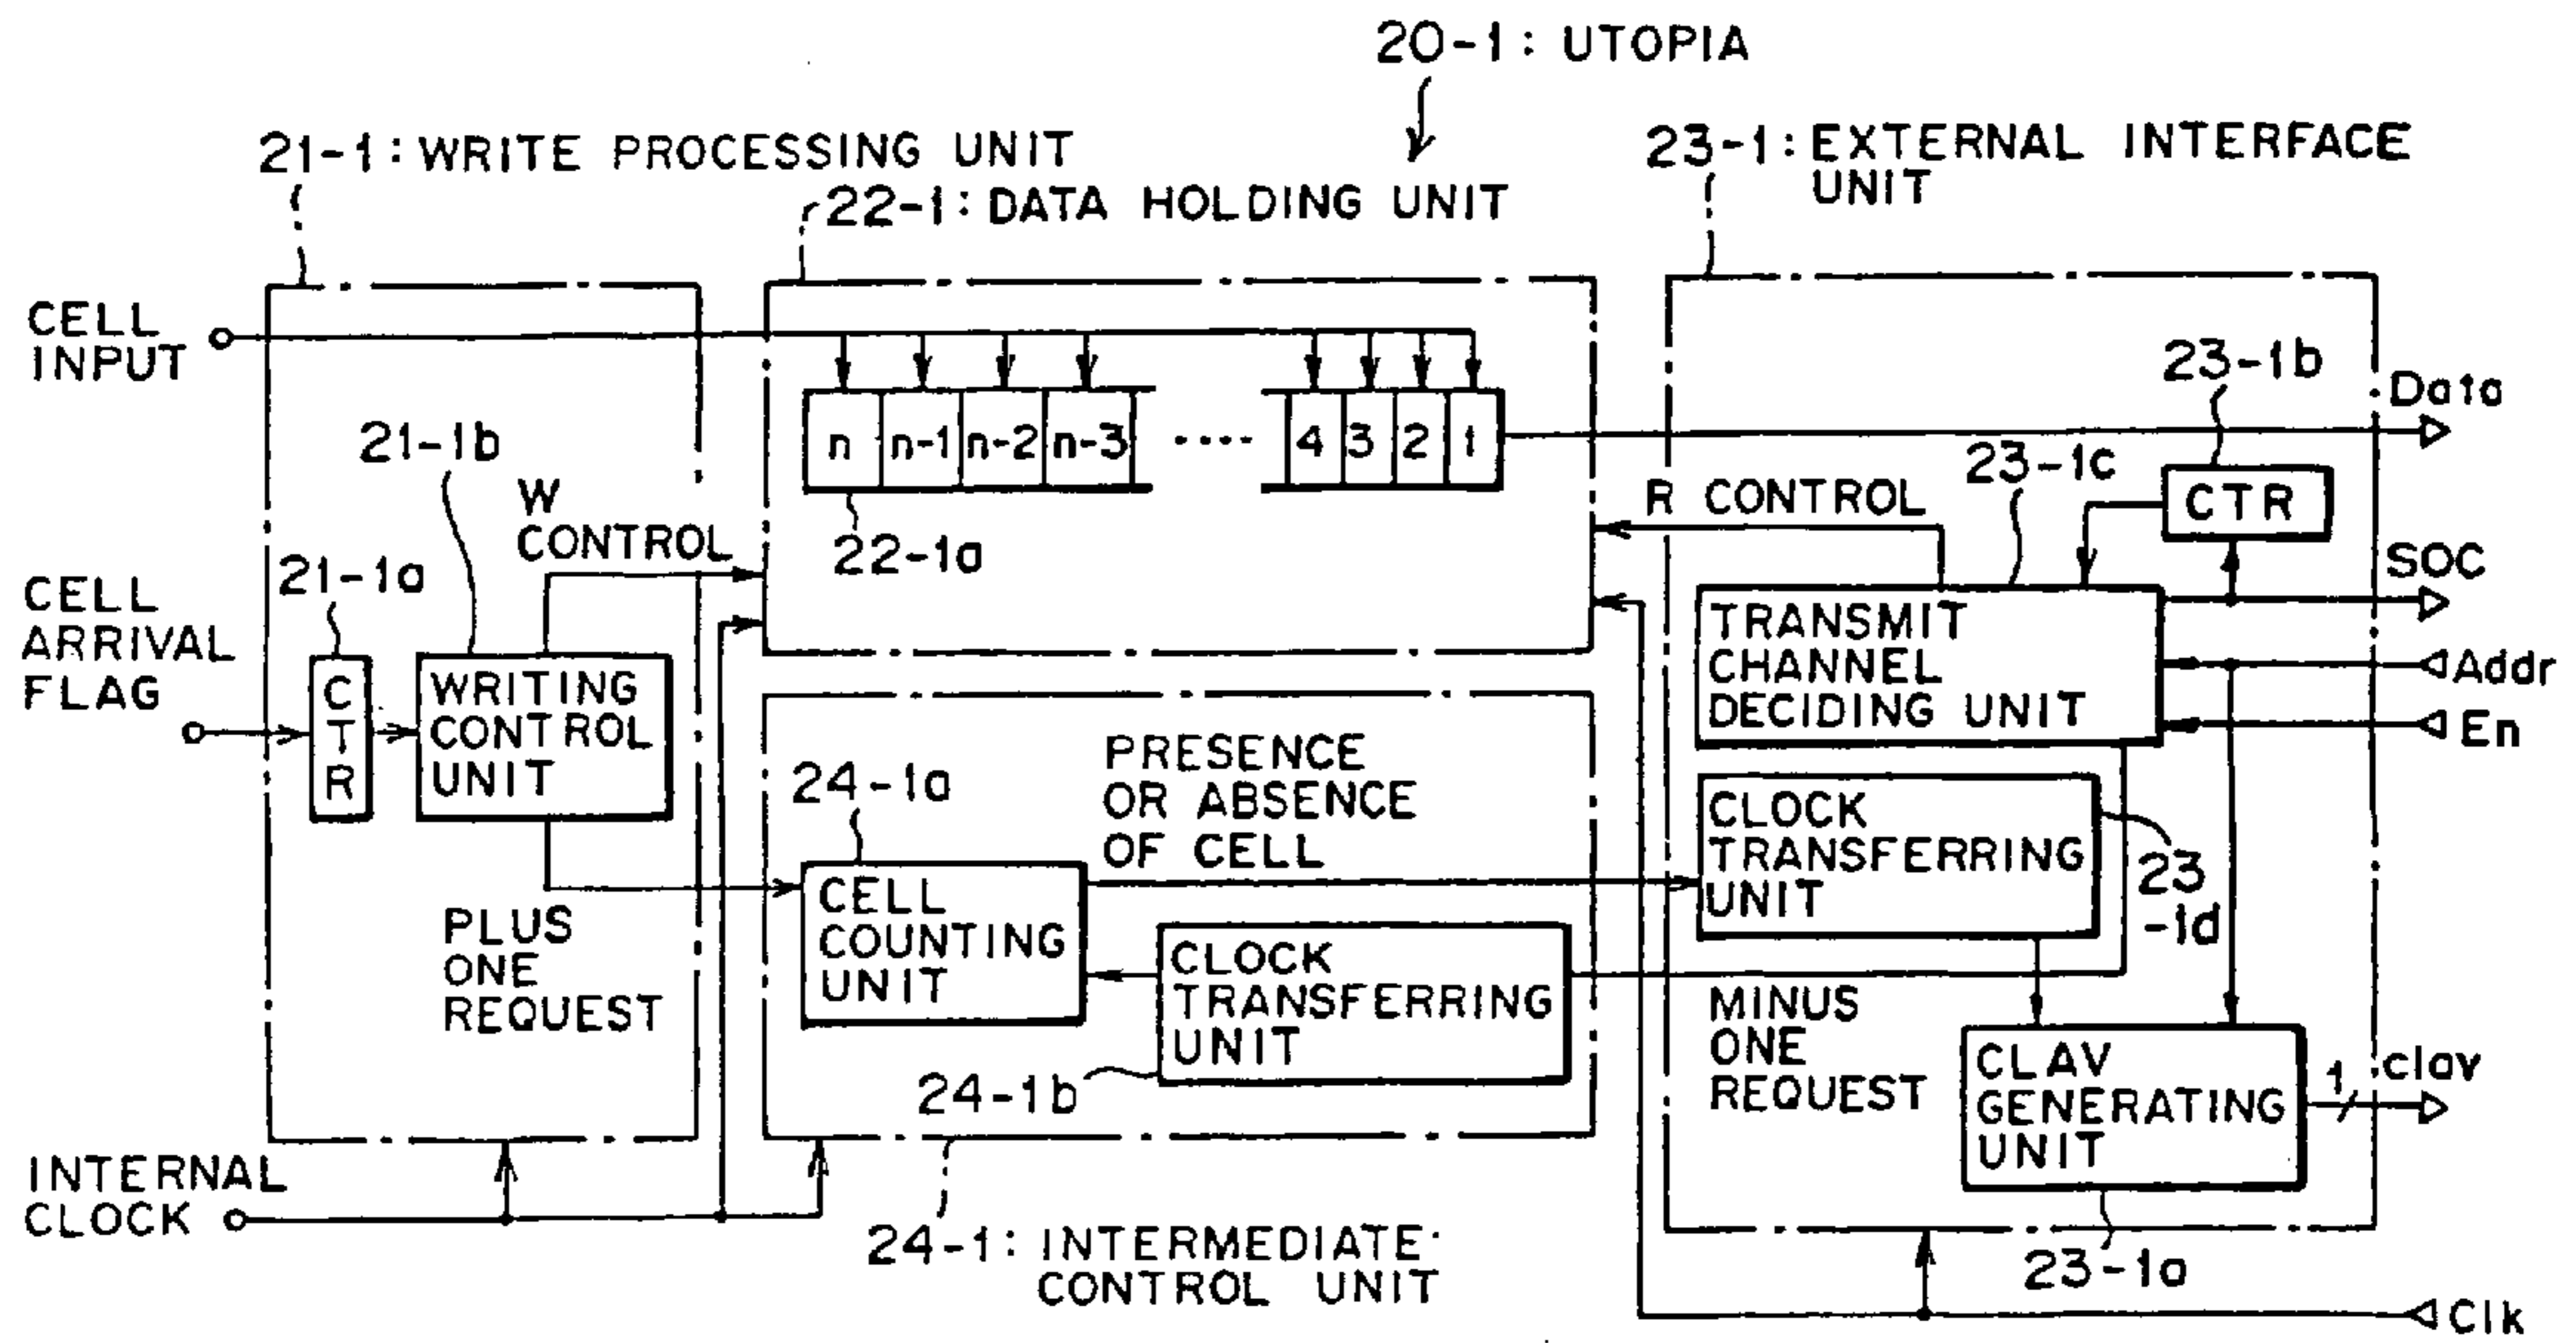 20-1: UTOPIA
21-1: WRITE PROCESSING UNIT
22-1: DATA HOLDING UNIT
23-1: EXTERNAL INTERFACE
UNIT
CELL
INPUT
n n-1 n-2 n-3 ···· 4 3 2 1
22-1a
Data
23-1b
CTR
23-1c
R CONTROL
SOC
21-1b
W
CONTROL
21-1a
CELL
ARRIVAL
FLAG
CTR
WRITING
CONTROL
UNIT
TRANSMIT
CHANNEL
DECIDING UNIT
Addr
En
24-1a
PRESENCE
OR ABSENCE
OF CELL
CLOCK
TRANSFERRING
UNIT
23
-1d
CELL
COUNTING
UNIT
PLUS
ONE
REQUEST
CLOCK
TRANSFERRING
UNIT
24-1b
MINUS
ONE
REQUEST
CLAV
GENERATING
UNIT
1
clav
23-1a
INTERNAL
CLOCK
24-1: INTERMEDIATE
CONTROL UNIT
Clk